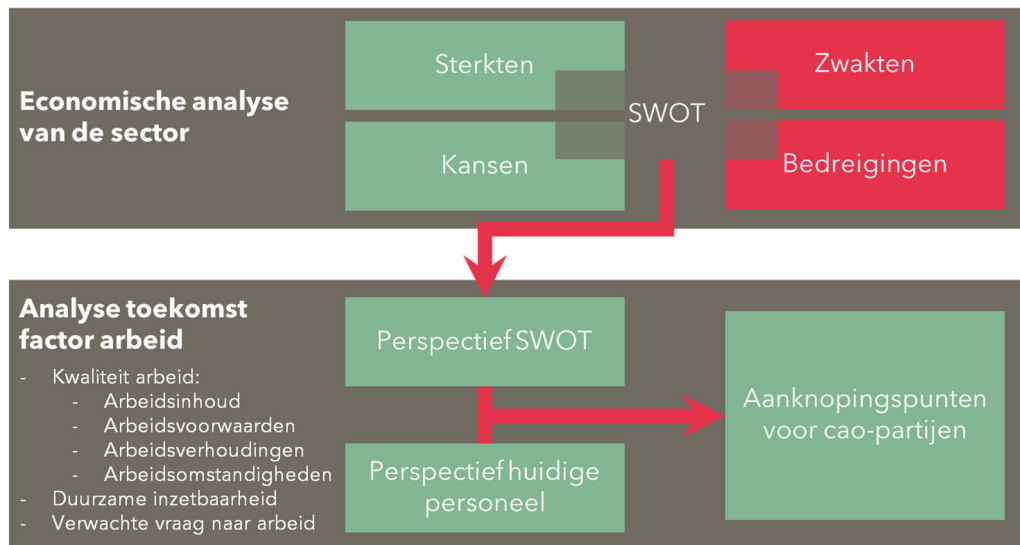 Economische analyse
van de sector
Sterkten
Zwakten
SWOT
Kansen
Bedreigingen
Analyse toekomst
factor arbeid
- Kwaliteit arbeid:
- Arbeidsinhoud
- Arbeidsvoorwaarden
- Arbeidsverhoudingen
- Arbeidsomstandigheden
- Duurzame inzetbaarheid
- Verwachte vraag naar arbeid
Perspectief SWOT
Perspectief huidige
personeel
Aanknopingspunten
voor cao-partijen